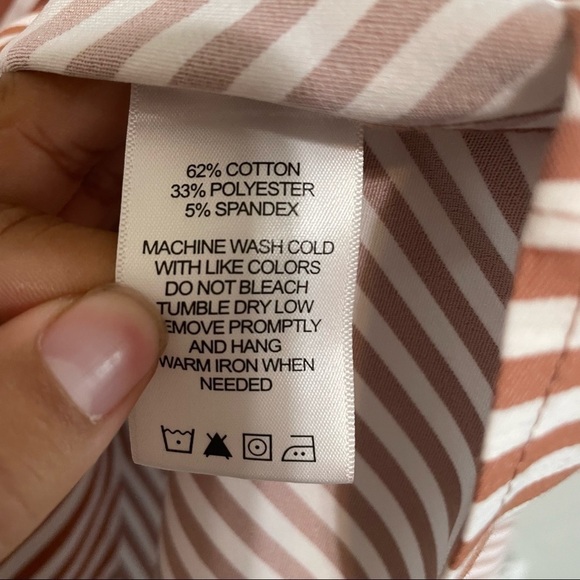 62% COTTON
33% POLYESTER
5% SPANDEX
MACHINE WASH COLD
WITH LIKE COLORS
DO NOT BLEACH
TUMBLE DRY LOW
EMOVE PROMPTLY
AND HANG
WARM IRON WHEN
NEEDED